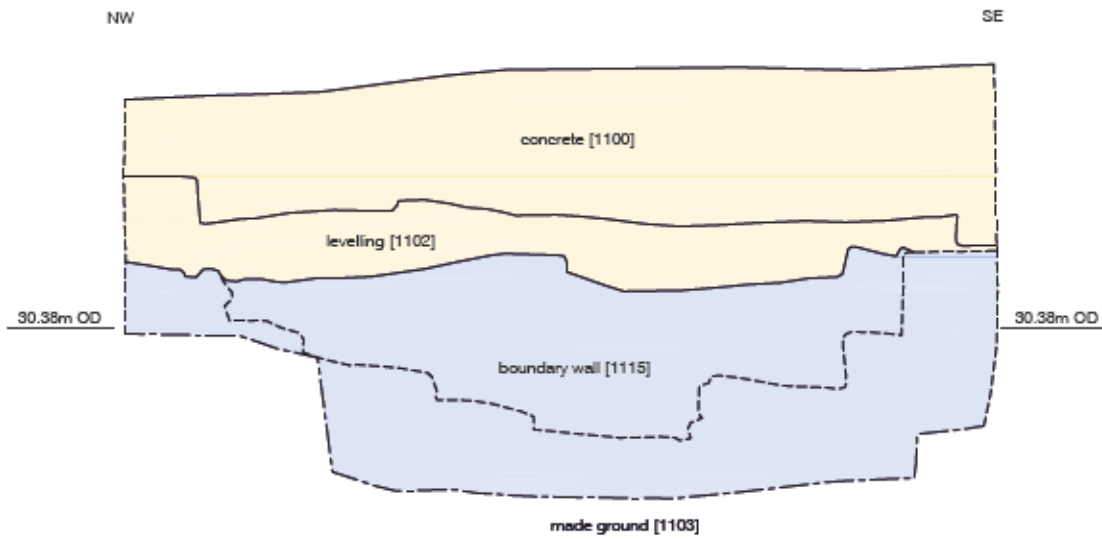 NW
SE
concrete [1100]
levelling [1102]
30.38m OD
30.38m OD
boundary wall [1115]
made ground [1103]